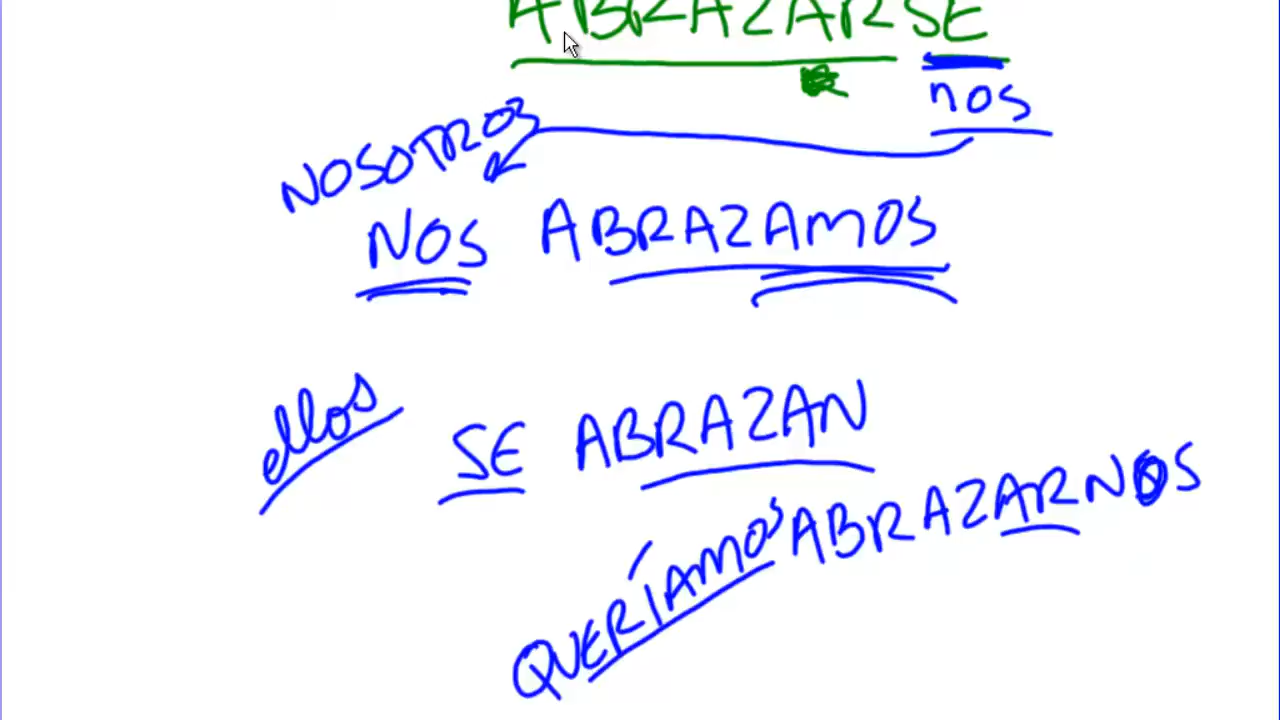 ABRAZARSE
nos
NOSOTROS
NOS ABRAZAMOS
ellos
SE ABRAZAN
QUERÍAMOS ABRAZARNOS